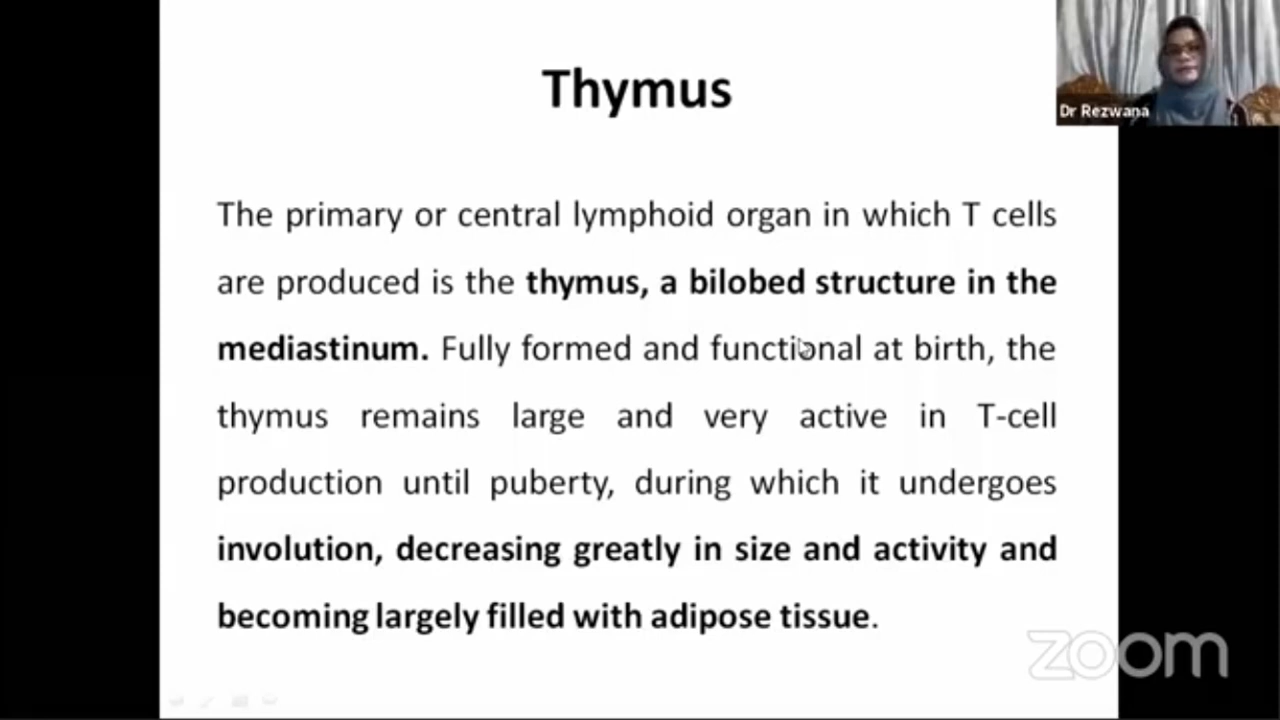 Thymus
Dr Rezwana
The primary or central lymphoid organ in which T cells
are produced is the thymus, a bilobed structure in the
mediastinum. Fully formed and functional at birth, the
thymus remains large and very active in T-cell
production until puberty, during which it undergoes
involution, decreasing greatly in size and activity and
becoming largely filled with adipose tissue.
zoom